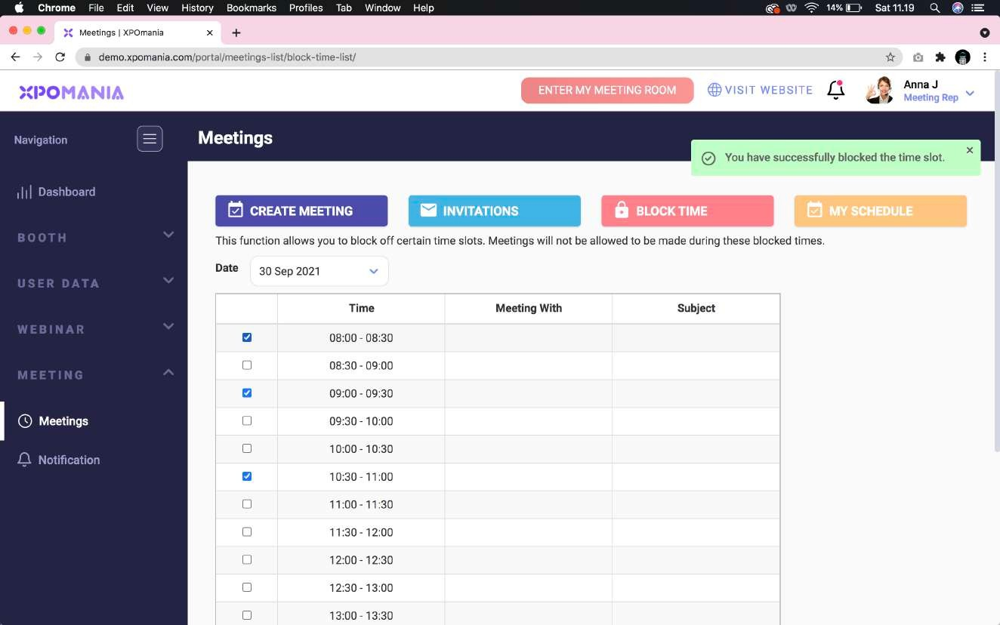 Chrome File Edit View History Bookmarks Profiles Tab Window Help 14% Sat 11.19
Meetings | XPOmania
demo.xpomania.com/portal/meetings-list/block-time-list/
XPOMANIA
ENTER MY MEETING ROOM
VISIT WEBSITE
Anna J
Meeting Rep
Navigation
Meetings
You have successfully blocked the time slot.
Dashboard
BOOTH
USER DATA
WEBINAR
MEETING
Meetings
Notification
CREATE MEETING
INVITATIONS
BLOCK TIME
MY SCHEDULE
This function allows you to block off certain time slots. Meetings will not be allowed to be made during these blocked times.
Date 30 Sep 2021
Time Meeting With Subject
08:00 - 08:30
08:30 - 09:00
09:00 - 09:30
09:30 - 10:00
10:00 - 10:30
10:30 - 11:00
11:00 - 11:30
11:30 - 12:00
12:00 - 12:30
12:30 - 13:00
13:00 - 13:30